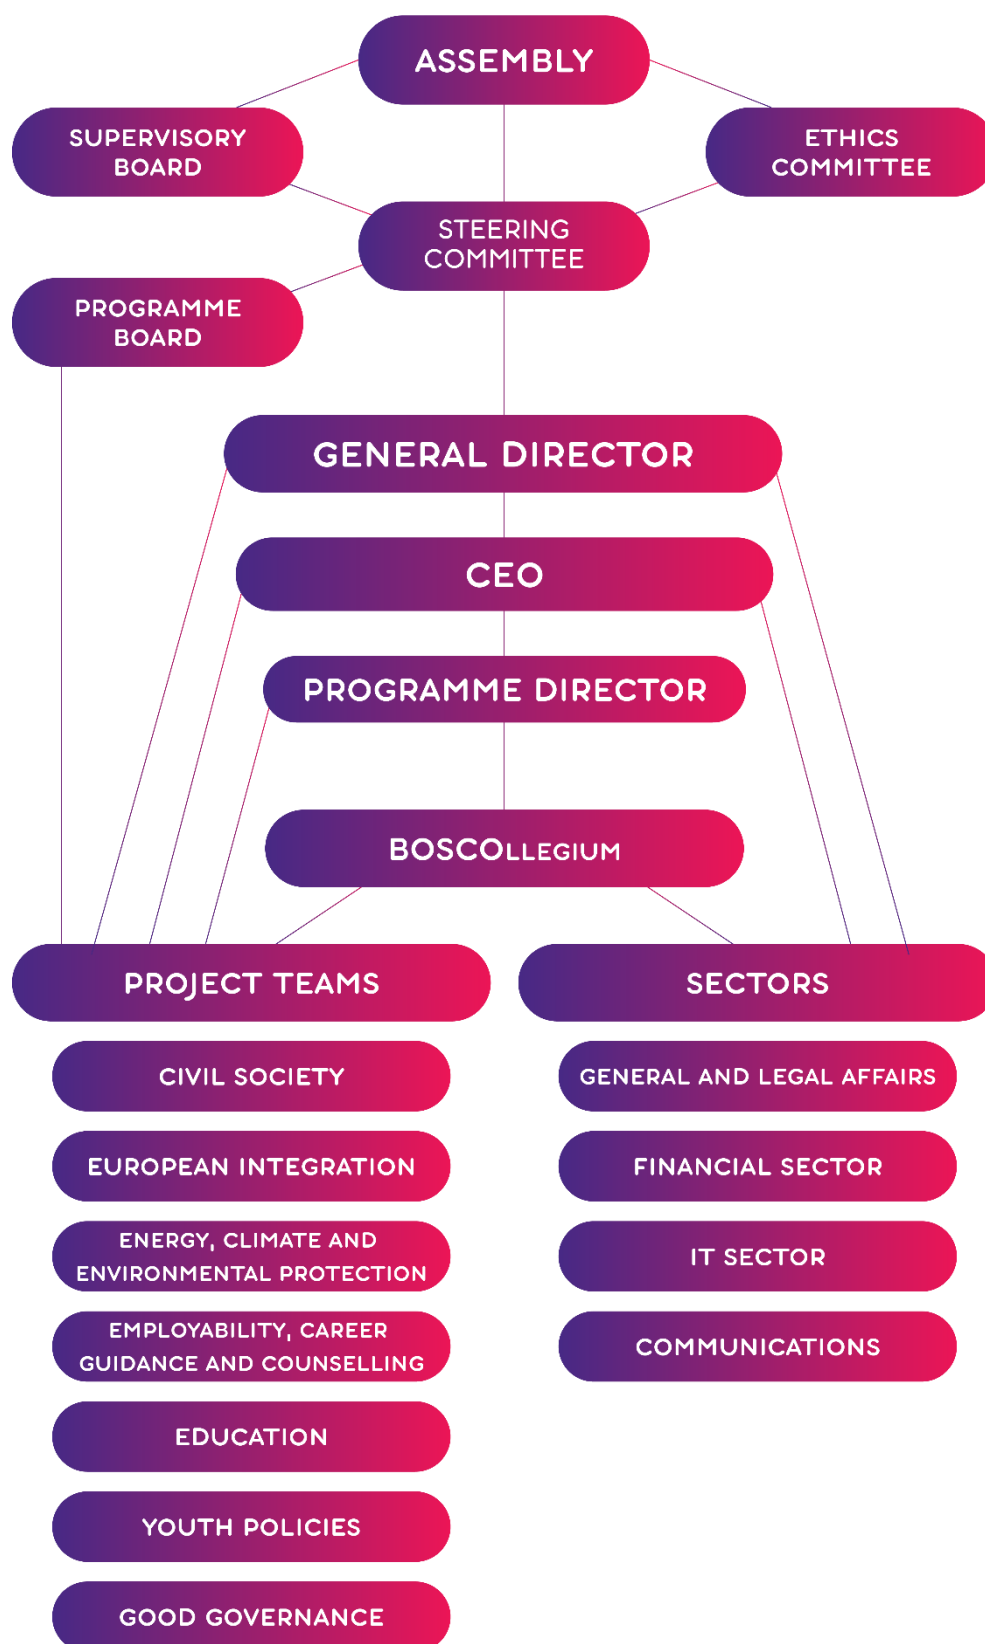 ASSEMBLY
SUPERVISORY
BOARD
ETHICS
COMMITTEE
STEERING
COMMITTEE
PROGRAMME
BOARD
GENERAL DIRECTOR
CEO
PROGRAMME DIRECTOR
BOSCOLLEGIUM
PROJECT TEAMS
CIVIL SOCIETY
EUROPEAN INTEGRATION
ENERGY, CLIMATE AND
ENVIRONMENTAL PROTECTION
EMPLOYABILITY, CAREER
GUIDANCE AND COUNSELLING
EDUCATION
YOUTH POLICIES
GOOD GOVERNANCE
SECTORS
GENERAL AND LEGAL AFFAIRS
FINANCIAL SECTOR
IT SECTOR
COMMUNICATIONS